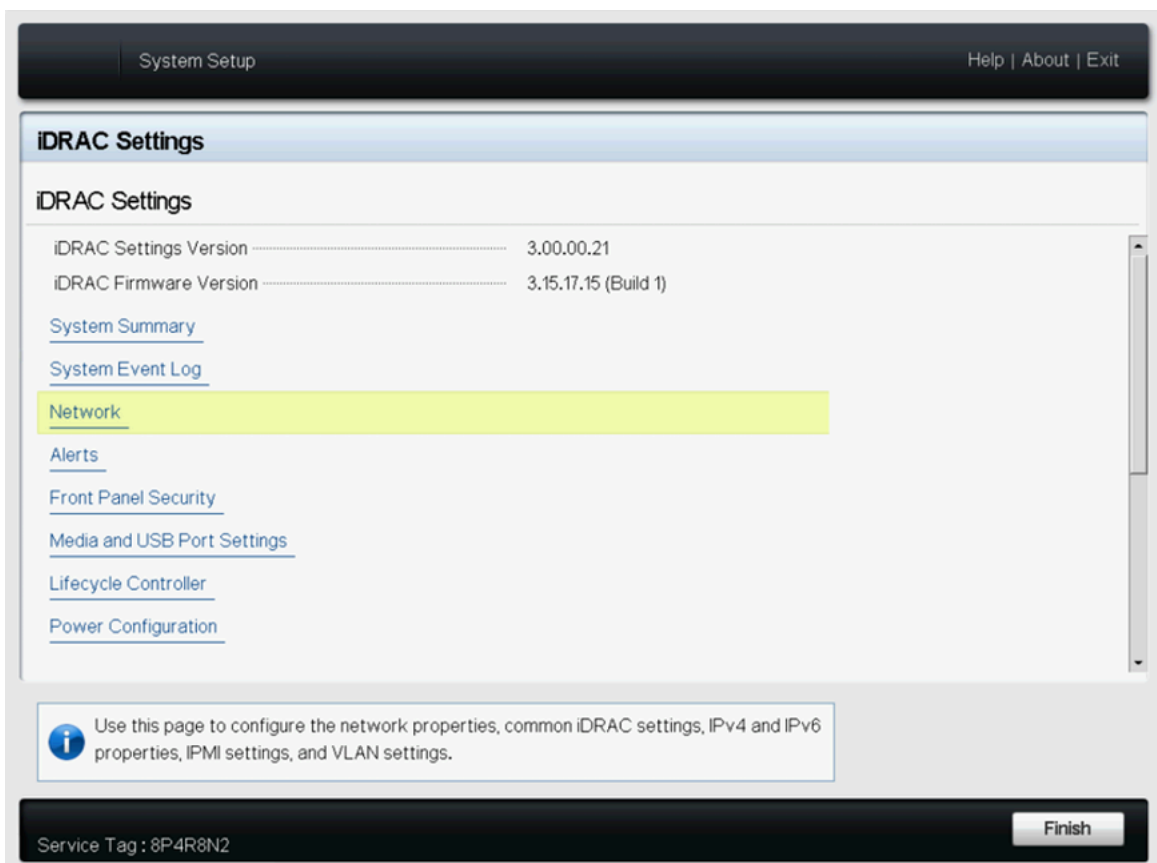 System Setup
Help | About | Exit
iDRAC Settings
iDRAC Settings
iDRAC Settings Version 3.00.00.21
iDRAC Firmware Version 3.15.17.15 (Build 1)
System Summary
System Event Log
Network
Alerts
Front Panel Security
Media and USB Port Settings
Lifecycle Controller
Power Configuration
Use this page to configure the network properties, common iDRAC settings, IPv4 and IPv6
properties, IPMI settings, and VLAN settings.
Service Tag : 8P4R8N2
Finish